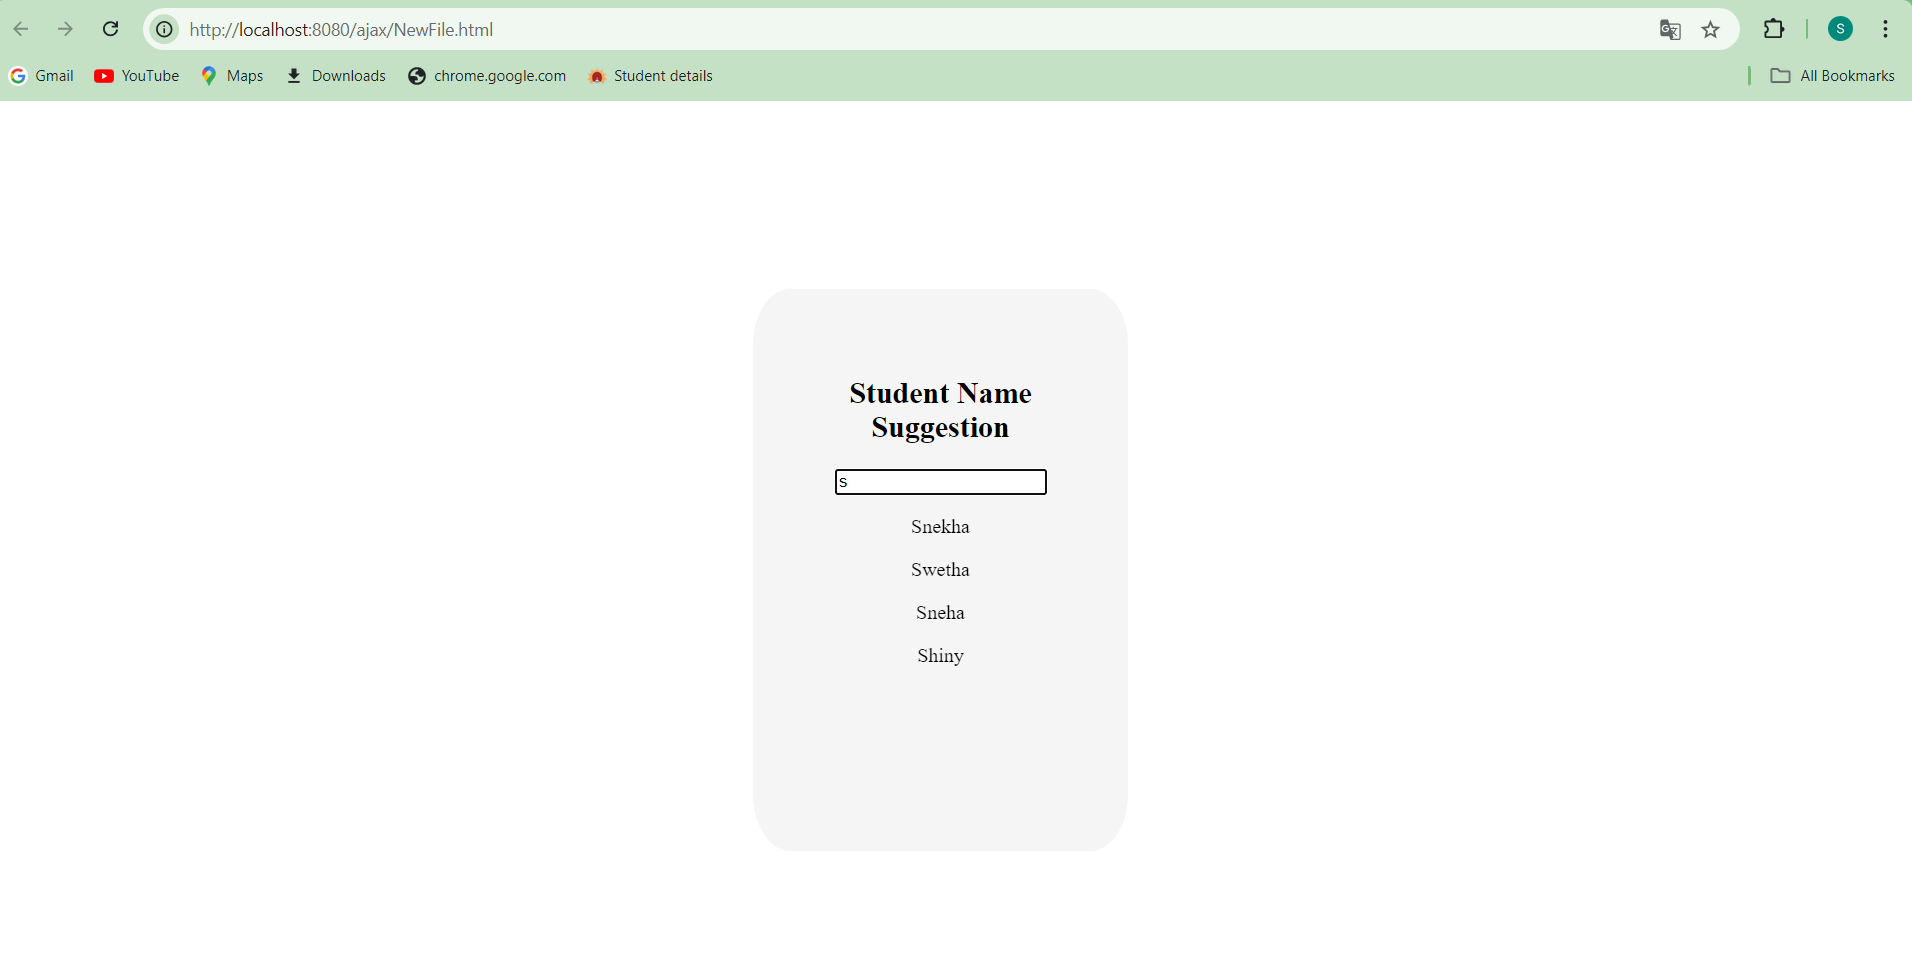 http://localhost:8080/ajax/NewFile.html
S
Gmail
YouTube
Maps
Downloads
chrome.google.com
Student details
All Bookmarks
Student Name
Suggestion
s
Snekha
Swetha
Sneha
Shiny